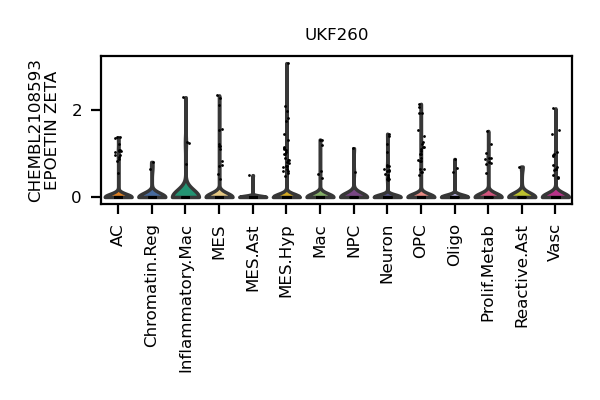 UKF260
CHEMBL2108593
EPOETIN ZETA
2
0
AC
Chromatin.Reg
Inflammatory.Mac
MES
MES.Ast
MES.Hyp
Mac
NPC
Neuron
OPC
Oligo
Prolif.Metab
Reactive.Ast
Vasc